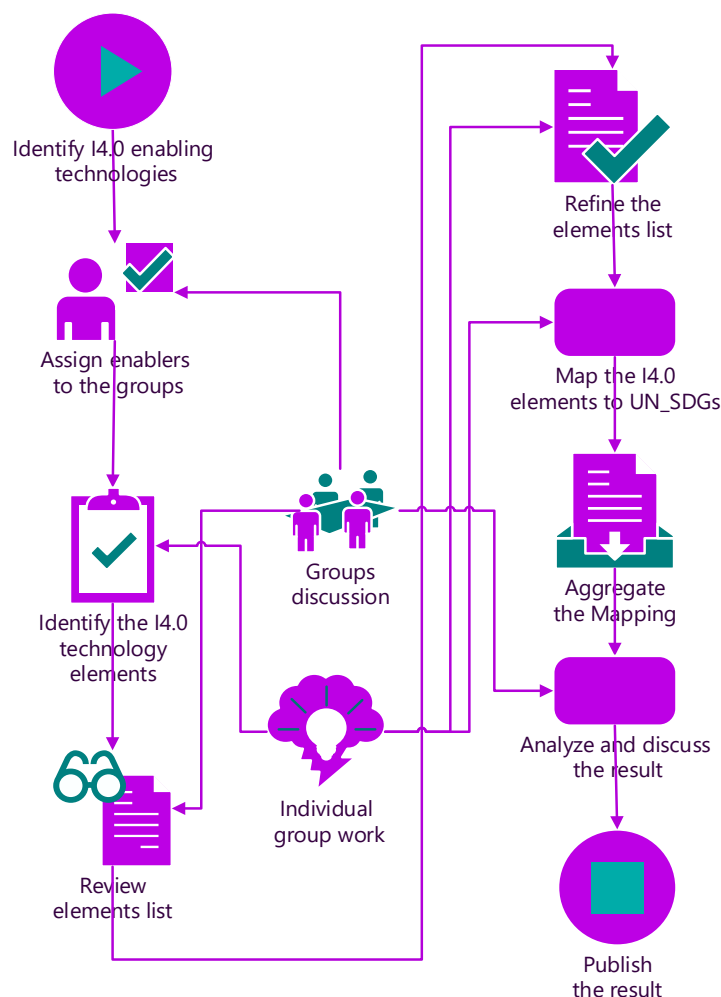 Identify I4.0 enabling
technologies
Assign enablers
to the groups
Identify the I4.0
technology
elements
Review
elements list
Groups
discussion
Individual
group work
Refine the
elements list
Map the I4.0
elements to UN_SDGs
Aggregate
the Mapping
Analyze and discuss
the result
Publish
the result